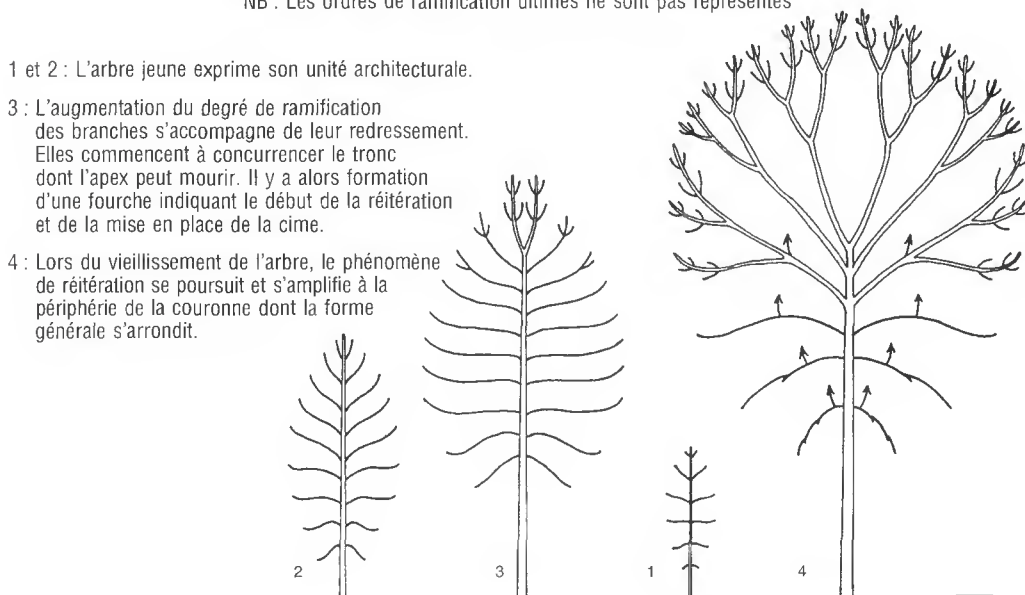 NB : Les ordres de ramification ultimes ne sont pas représentés
1 et 2 : L'arbre jeune exprime son unité architecturale.
3 : L'augmentation du degré de ramification
des branches s'accompagne de leur redressement.
Elles commencent à concurrencer le tronc
dont l'apex peut mourir. Il y a alors formation
d'une fourche indiquant le début de la réitération
et de la mise en place de la cime.
4 : Lors du vieillissement de l'arbre, le phénomène
de réitération se poursuit et s'amplifie à la
périphérie de la couronne dont la forme
générale s'arrondit.
2
3
1
4